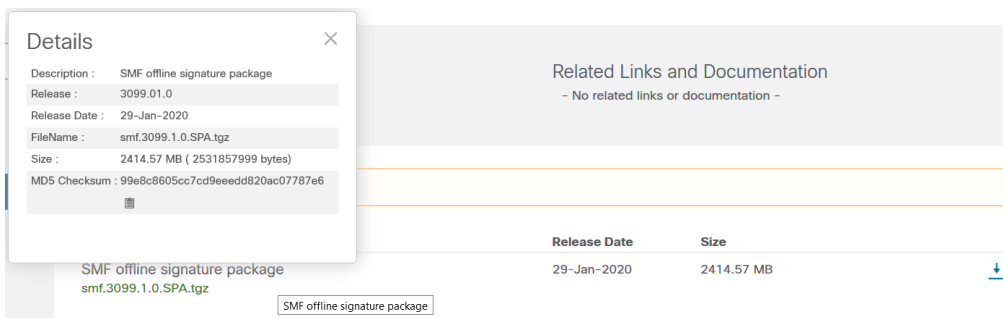 Details
Description : SMF offline signature package
Release : 3099.01.0
Release Date : 29-Jan-2020
FileName : smf.3099.1.0.SPA.tgz
Size : 2414.57 MB ( 2531857999 bytes)
MD5 Checksum : 99e8c8605cc7cd9eeedd820ac07787e6
Related Links and Documentation
- No related links or documentation -
Release Date Size
SMF offline signature package 29-Jan-2020 2414.57 MB
smf.3099.1.0.SPA.tgz
SMF offline signature package